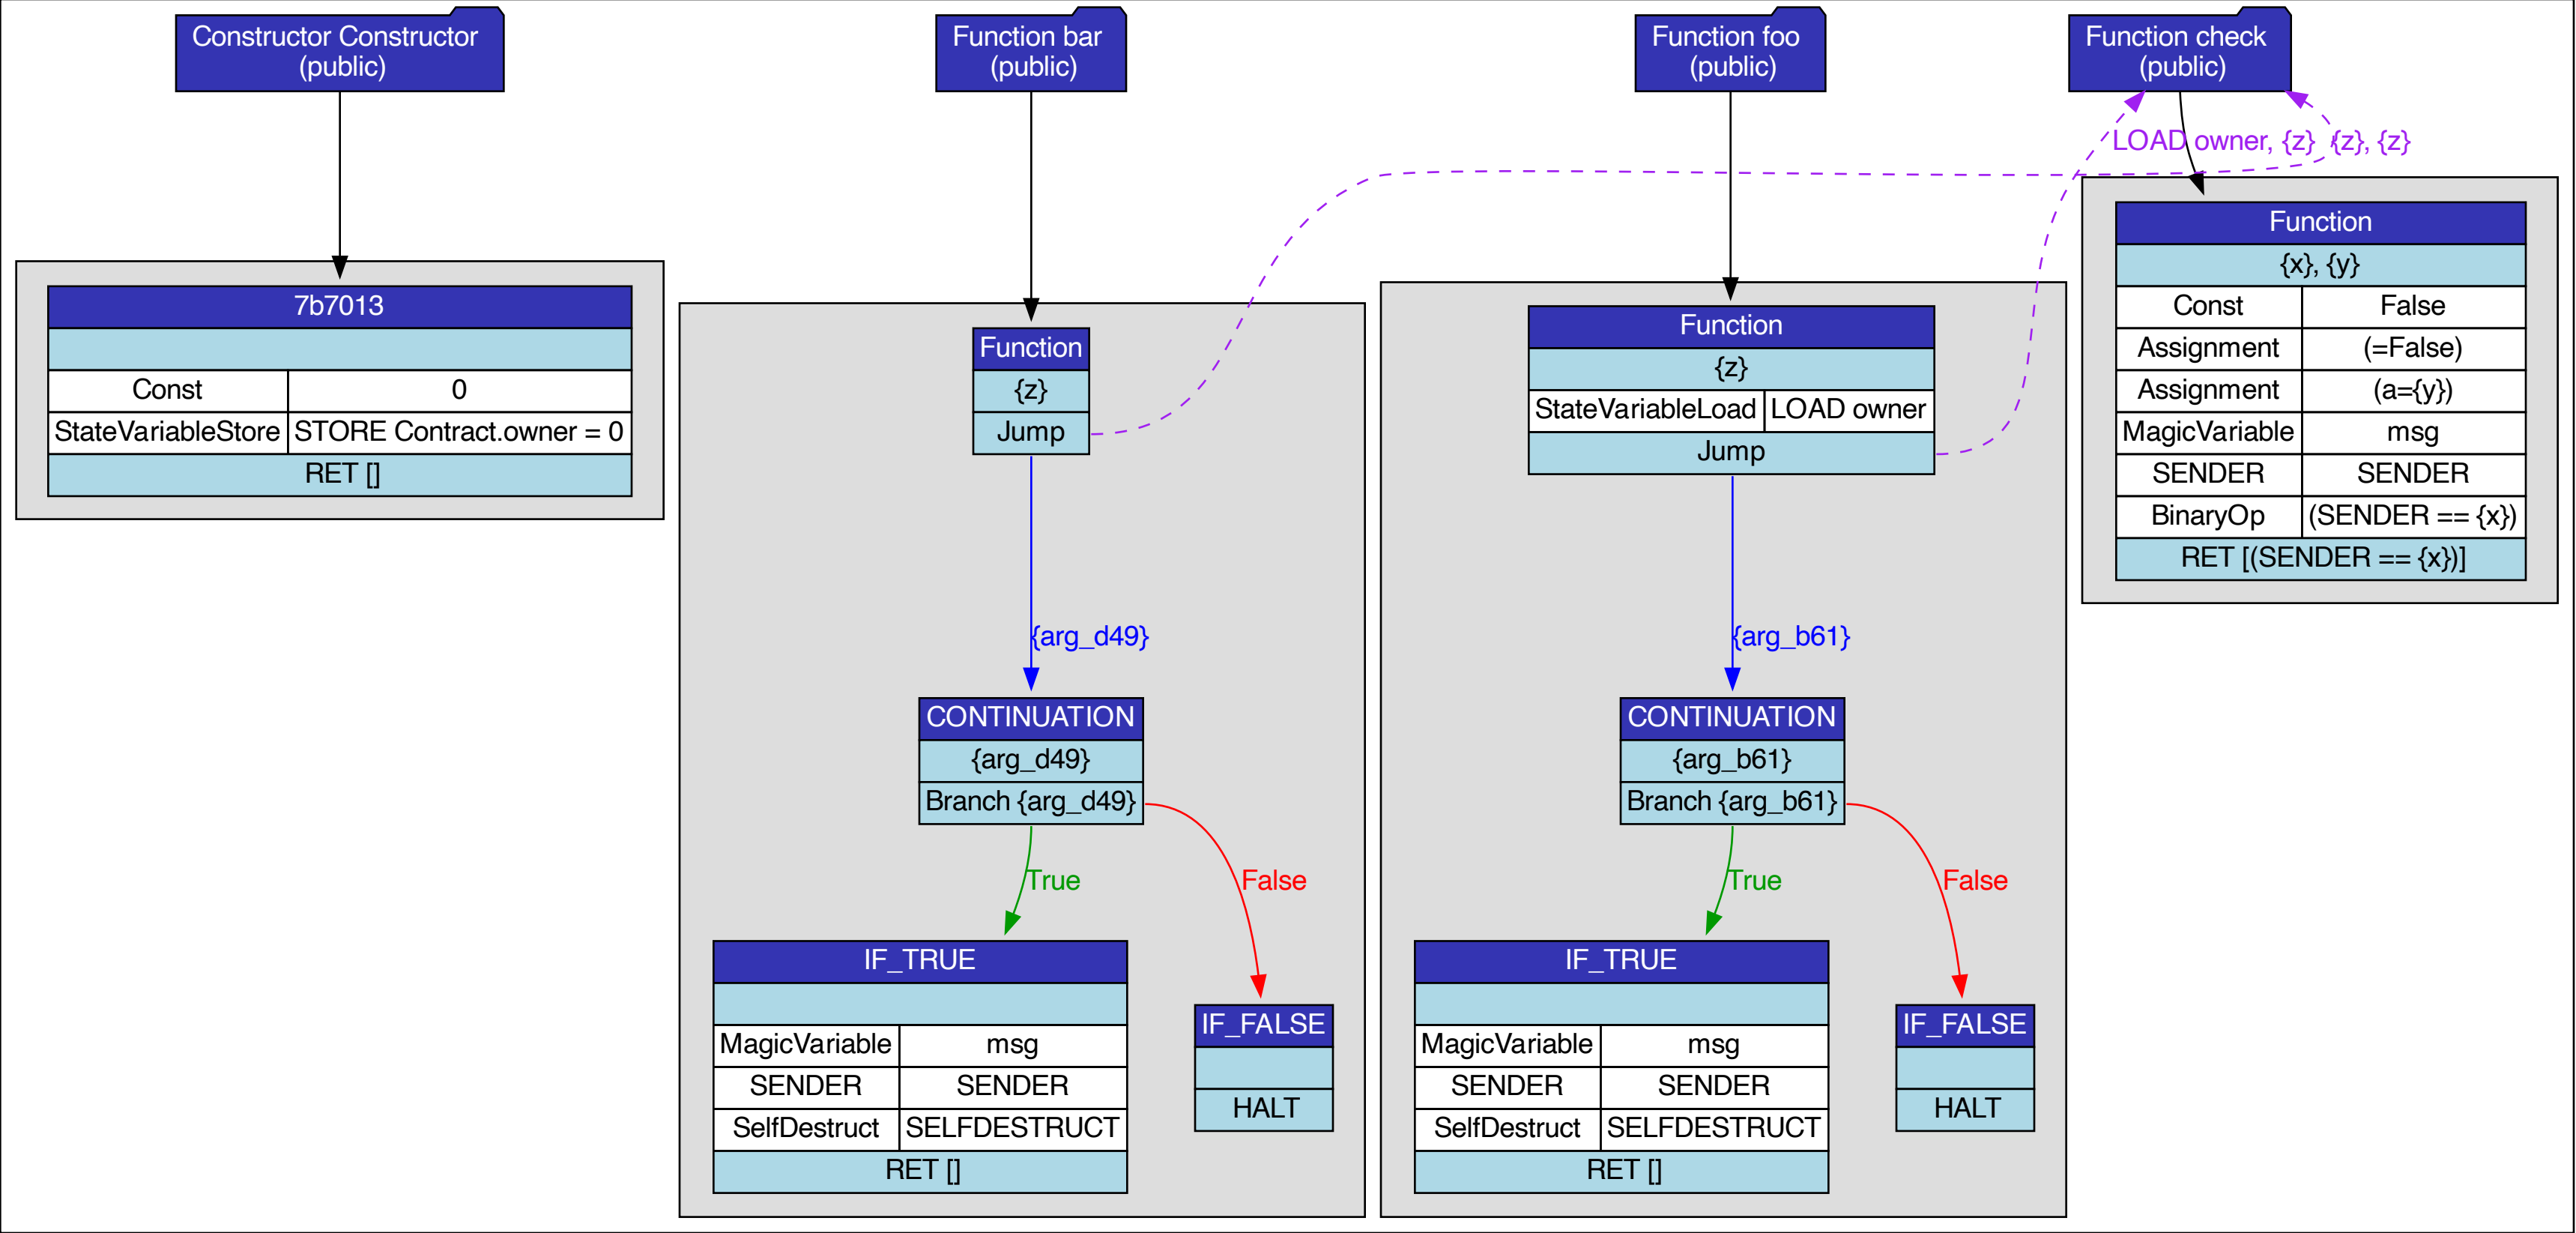 Constructor Constructor
(public)
Function bar
(public)
Function foo
(public)
Function check
(public)
LOAD owner, {z}
{z}, {z}
7b7013
Const 0
StateVariableStore STORE Contract.owner = 0
RET []
Function
{z}
Jump
{arg_d49}
CONTINUATION
{arg_d49}
Branch {arg_d49}
True
False
IF_TRUE
MagicVariable msg
SENDER SENDER
SelfDestruct SELFDESTRUCT
RET []
IF_FALSE
HALT
Function
{z}
StateVariableLoad LOAD owner
Jump
{arg_b61}
CONTINUATION
{arg_b61}
Branch {arg_b61}
True
False
IF_TRUE
MagicVariable msg
SENDER SENDER
SelfDestruct SELFDESTRUCT
RET []
IF_FALSE
HALT
Function
{x}, {y}
Const False
Assignment (=False)
Assignment (a={y})
MagicVariable msg
SENDER SENDER
BinaryOp (SENDER == {x})
RET [(SENDER == {x})]